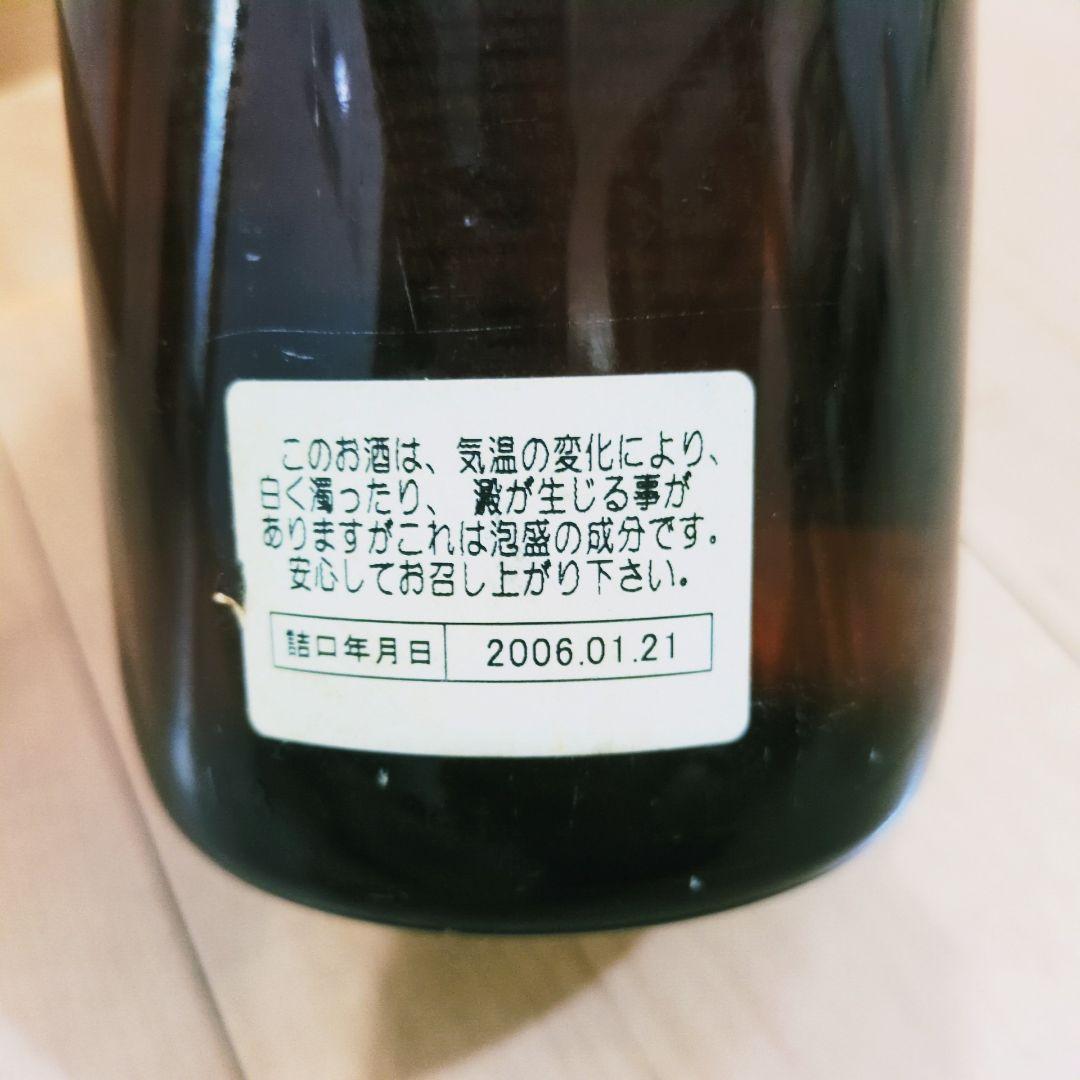 このお酒は、気温の変化により、
白く濁ったり、澱が生じる事が
ありますがこれは泡盛の成分です。
安心してお召し上がり下さい。
詰口年月日 2006.01.21